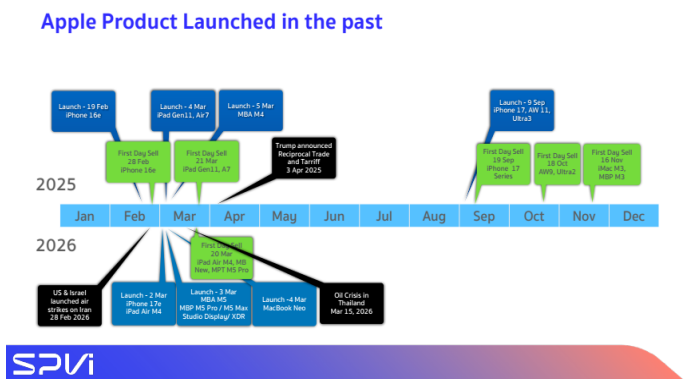 Apple Product Launched in the past
Launch - 19 Feb
iPhone 16e
Launch - 4 Mar
iPad Gen11, Air7
Launch - 5 Mar
MBA M4
Launch - 9 Sep
iPhone 17, AW 11,
Ultra3
First Day Sell
28 Feb
iPhone 16e
First Day Sell
21 Mar
iPad Gen11, A7
Trump announced
Reciprocal Trade
and Tarriff
3 Apr 2025
First Day Sell
19 Sep
iPhone 17
Series
First Day Sell
18 Oct
AW9, Ultra2
First Day Sell
16 Nov
iMac M3,
MBP M3
2025
Jan Feb Mar Apr May Jun Jul Aug Sep Oct Nov Dec
2026
First Day Sell
20 Mar
iPad Air M4, MB
New, MPT M5 Pro
US & Israel
launched air
strikes on Iran
28 Feb 2026
Launch - 2 Mar
iPhone 17e
iPad Air M4
Launch - 3 Mar
MBA M5
MBP M5 Pro / M5 Max
Studio Display/ XDR
Launch -4 Mar
MacBook Neo
Oil Crisis in
Thailand
Mar 15, 2026
SPVi